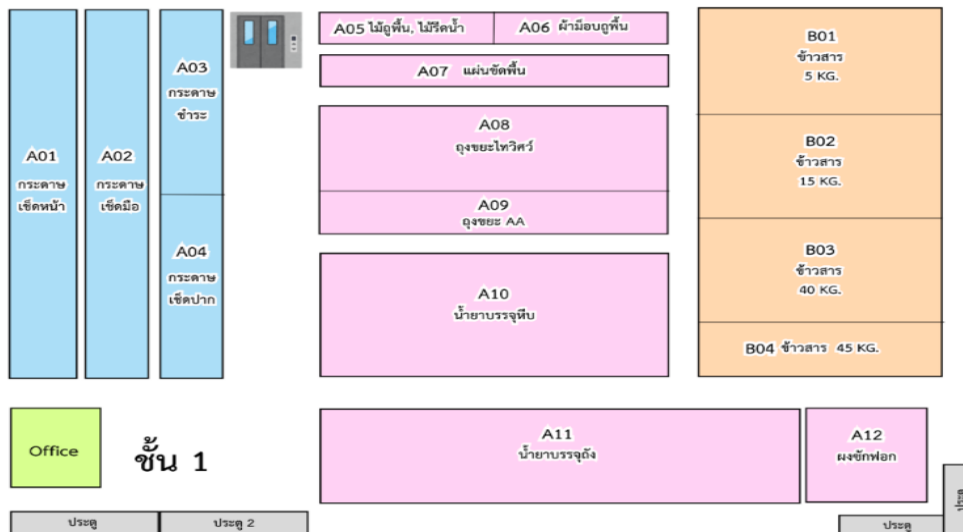 A01
กระดาษ
เช็ดหน้า
A02
กระดาษ
เช็ดมือ
A03
กระดาษ
ชำระ
A04
กระดาษ
เช็ดปาก
A05 ไม้ถูพื้น, ไม้รีดน้ำ
A06 ผ้าม็อบถูพื้น
A07 แผ่นขัดพื้น
A08
ถุงขยะไทวิศว์
A09
ถุงขยะ AA
A10
น้ำยาบรรจุหีบ
B01
ข้าวสาร
5 KG.
B02
ข้าวสาร
15 KG.
B03
ข้าวสาร
40 KG.
B04 ข้าวสาร 45 KG.
Office
ชั้น 1
A11
น้ำยาบรรจุถัง
A12
ผงซักฟอก
ประตู
ประตู 2
ประตู
ประตู